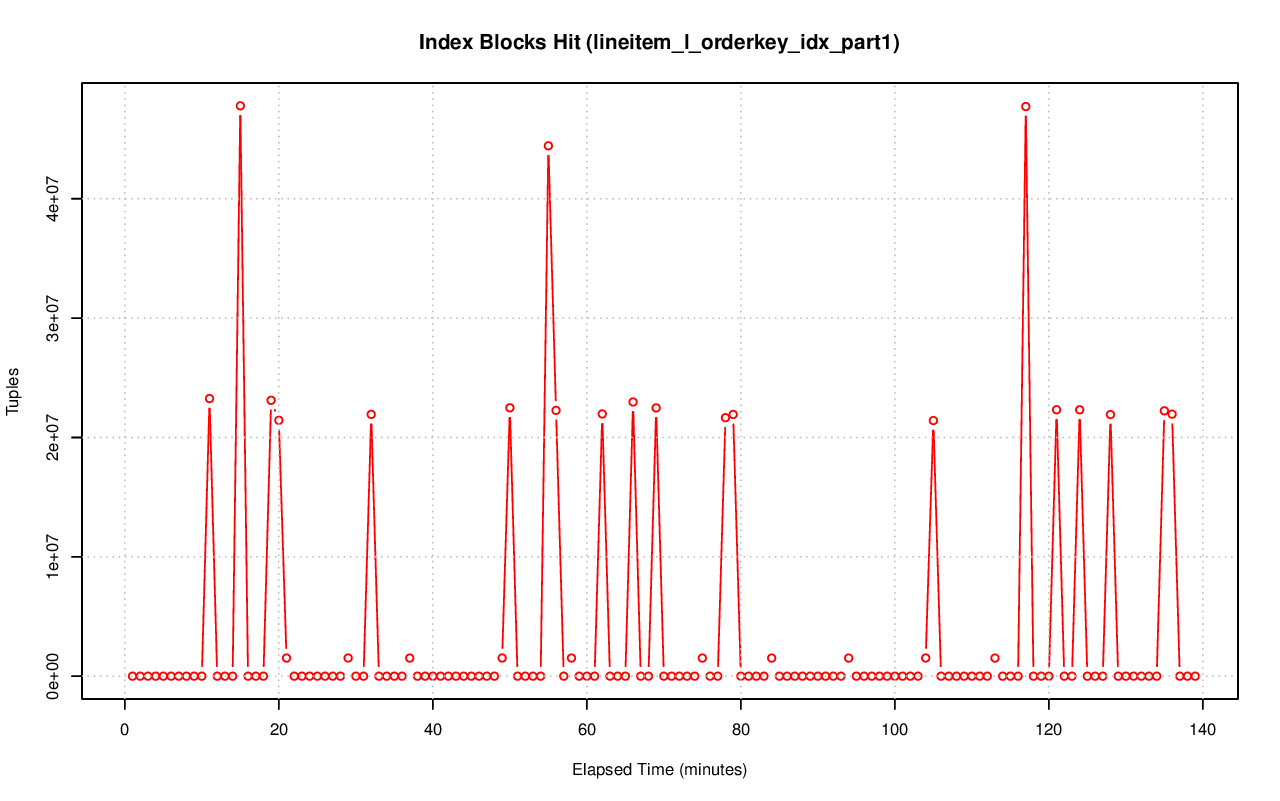 Index Blocks Hit (lineitem_l_orderkey_idx_part1)
Tuples
4e+07
3e+07
2e+07
1e+07
0e+00
0 20 40 60 80 100 120 140
Elapsed Time (minutes)